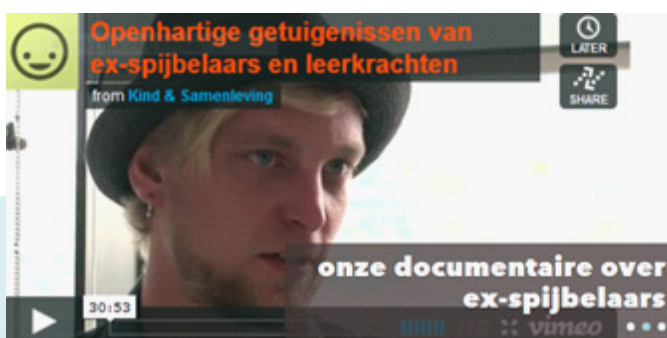 Openhartige getuigenissen van
ex-spijbelaars en leerkrachten
from Kind & Samenleving
LATER
SHARE
onze documentaire over
ex-spijbelaars
30:53
vimeo